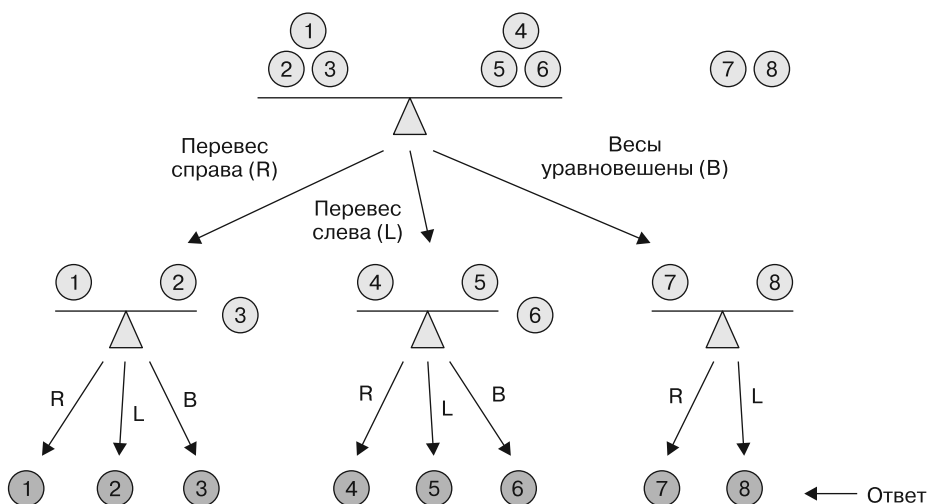 1
4
2 3
5 6
7 8
Перевес
справа (R)
Весы
уравновешены (B)
Перевес
слева (L)
1 2
3
4 5
6
7 8
R L B
R L B
R L
1 2 3 4 5 6 7 8
Ответ